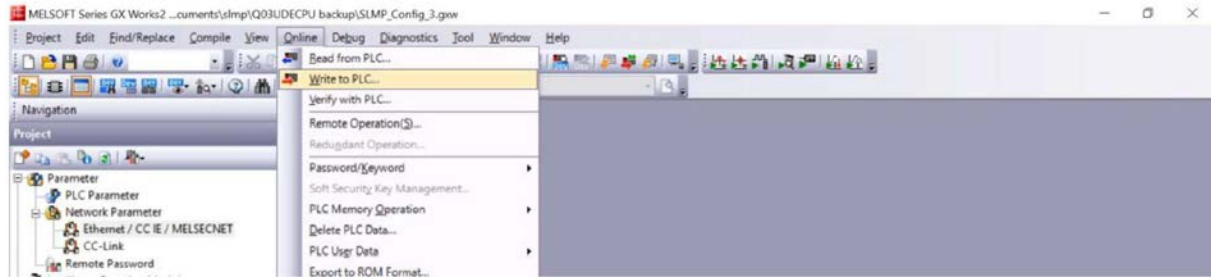 MELSOFT Series GX Works2 ...cuments\slmp\Q03UDECPU backup\SLMP_Config_3.gxw
Project Edit Find/Replace Compile View Online Debug Diagnostics Tool Window Help
Read from PLC...
Write to PLC...
Verify with PLC...
Navigation
Remote Operation(S)...
Project
Redundant Operation...
Password/Keyword
Parameter
Soft Security Key Management...
PLC Parameter
Network Parameter
PLC Memory Operation
Ethernet / CC IE / MELSECNET
Delete PLC Data...
CC-Link
PLC User Data
Remote Password
Export to ROM Format...